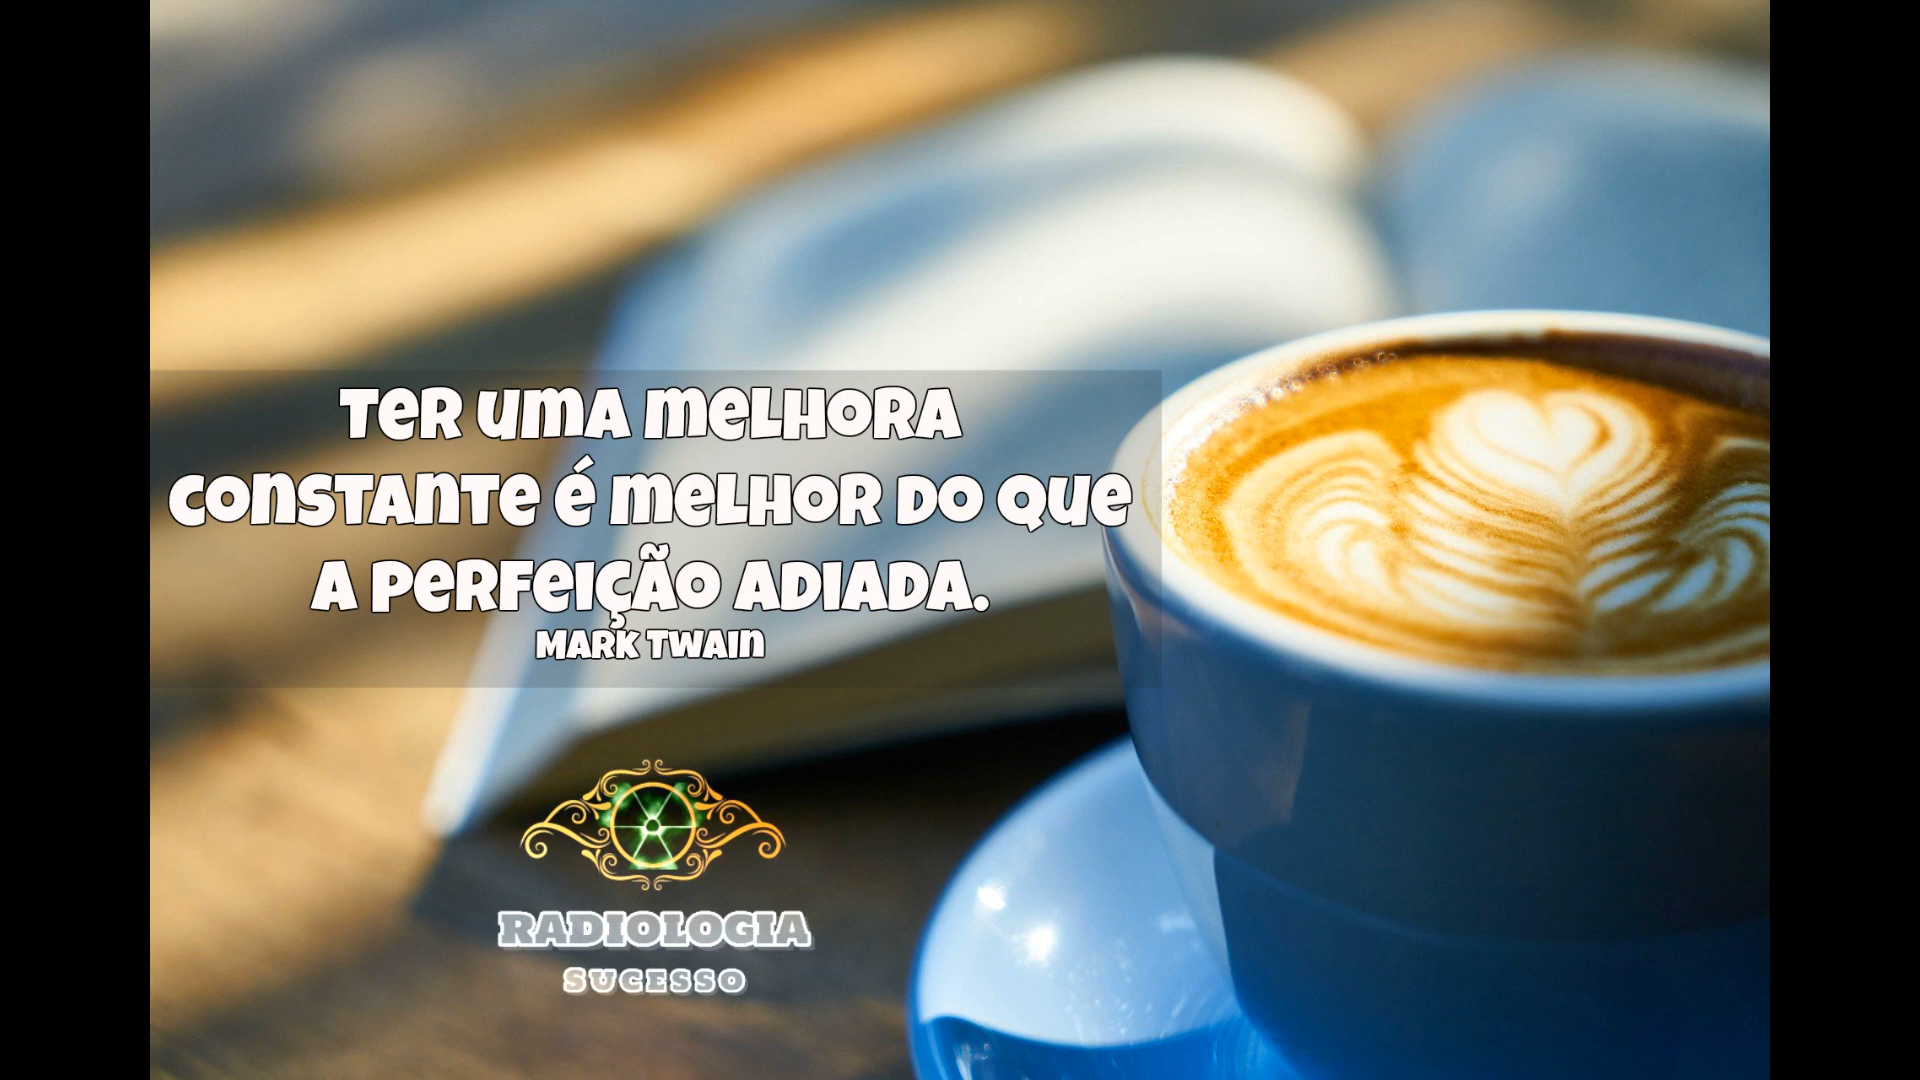 Ter uma melhora
constante é melhor do que
a perfeição adiada.
Mark Twain
RADIOLOGIA
SUCESSO